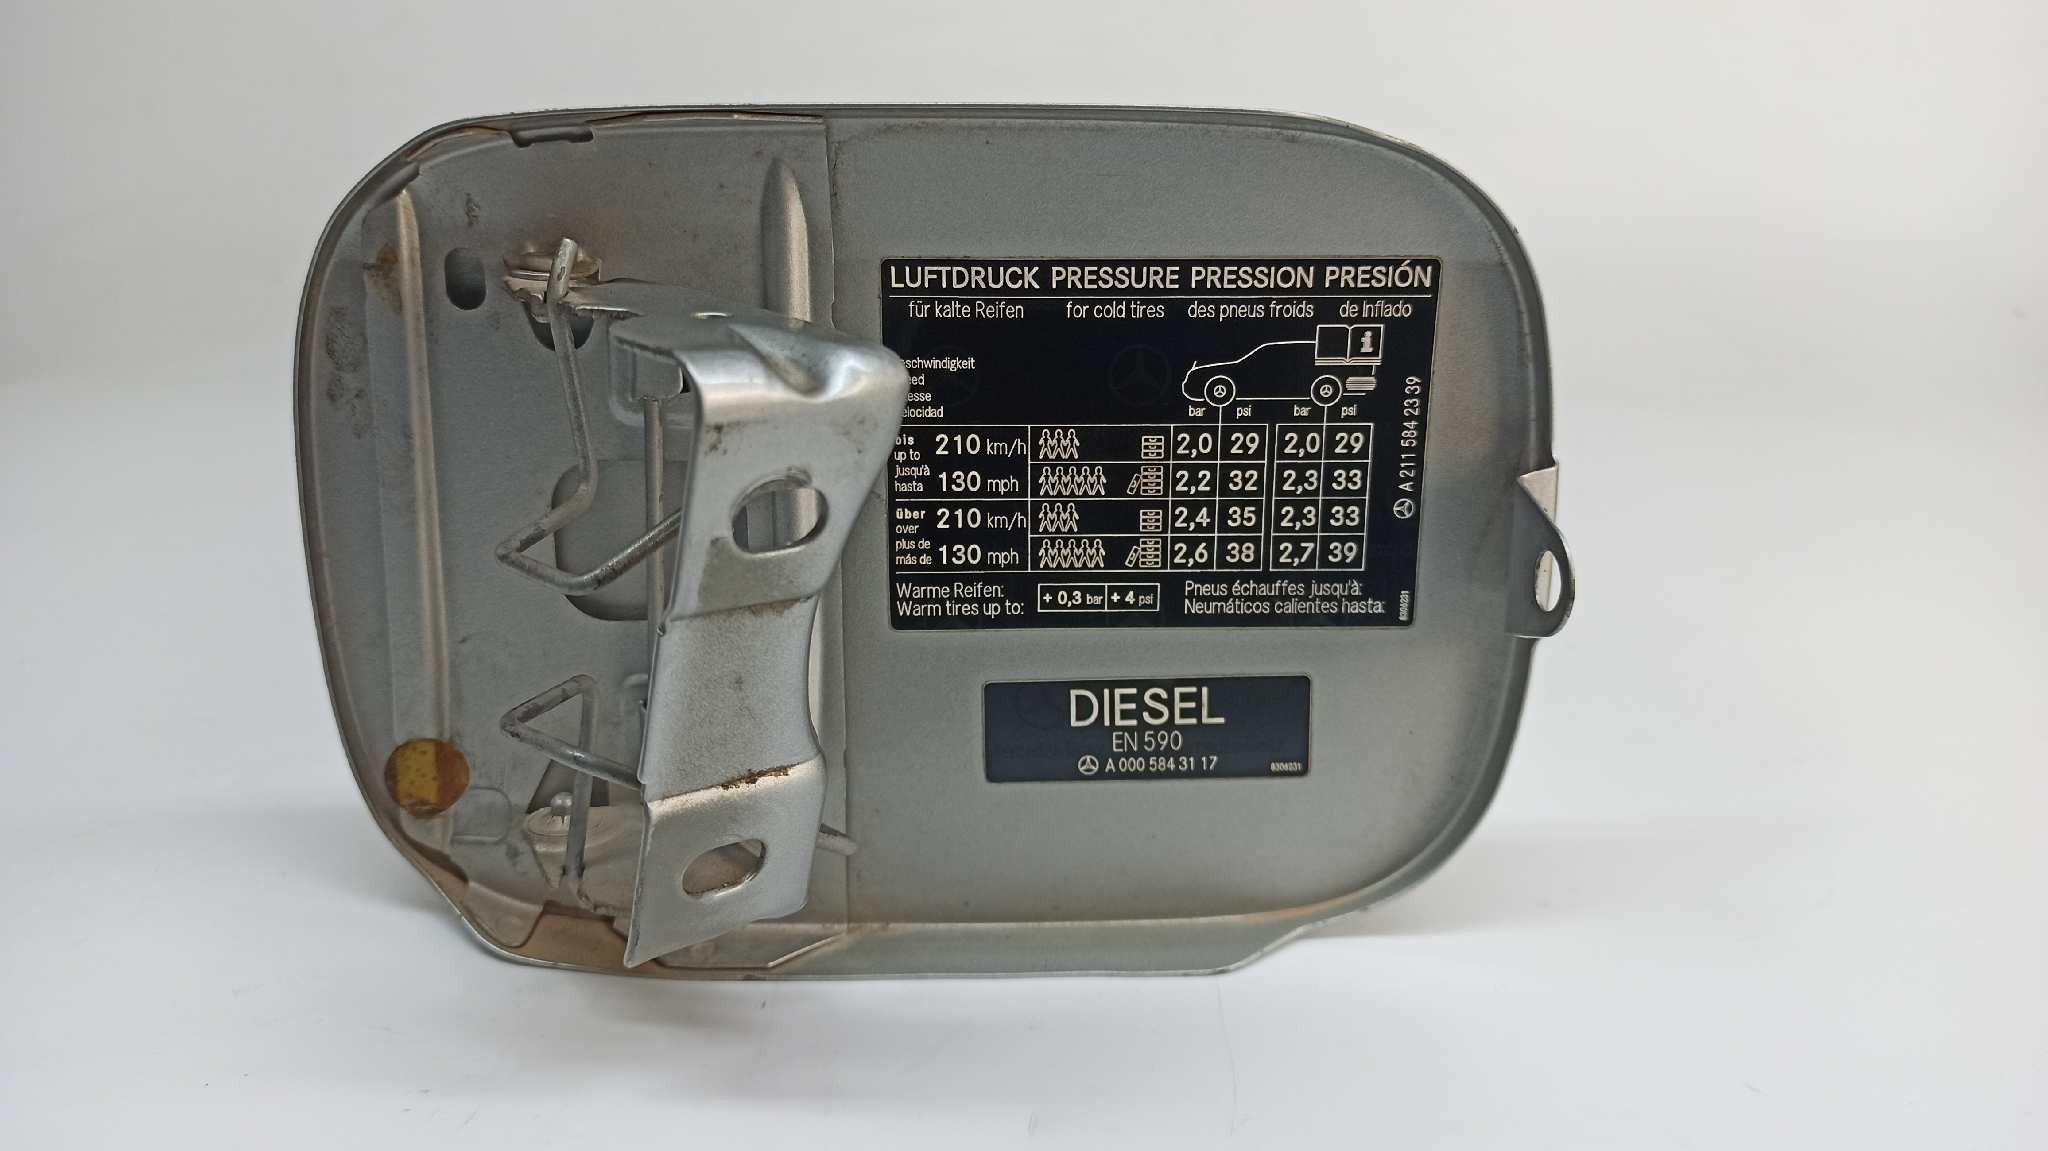 LUFTDRUCK PRESSURE PRESSION PRESIÓN
für kalte Reifen for cold tires des pneus froids de Inflado
i
bar psi bar psi
bis
up to
jusqu'à
hasta
210 km/h 2,0 29 2,0 29
130 mph 2,2 32 2,3 33
über
over
plus de
más de
210 km/h 2,4 35 2,3 33
130 mph 2,6 38 2,7 39
Warme Reifen:
Warm tires up to:
+ 0,3 bar + 4 psi
Pneus échauffes jusqu'à:
Neumáticos calientes hasta:
A 211 584 23 39
DIESEL
EN 590
A 000 584 31 17